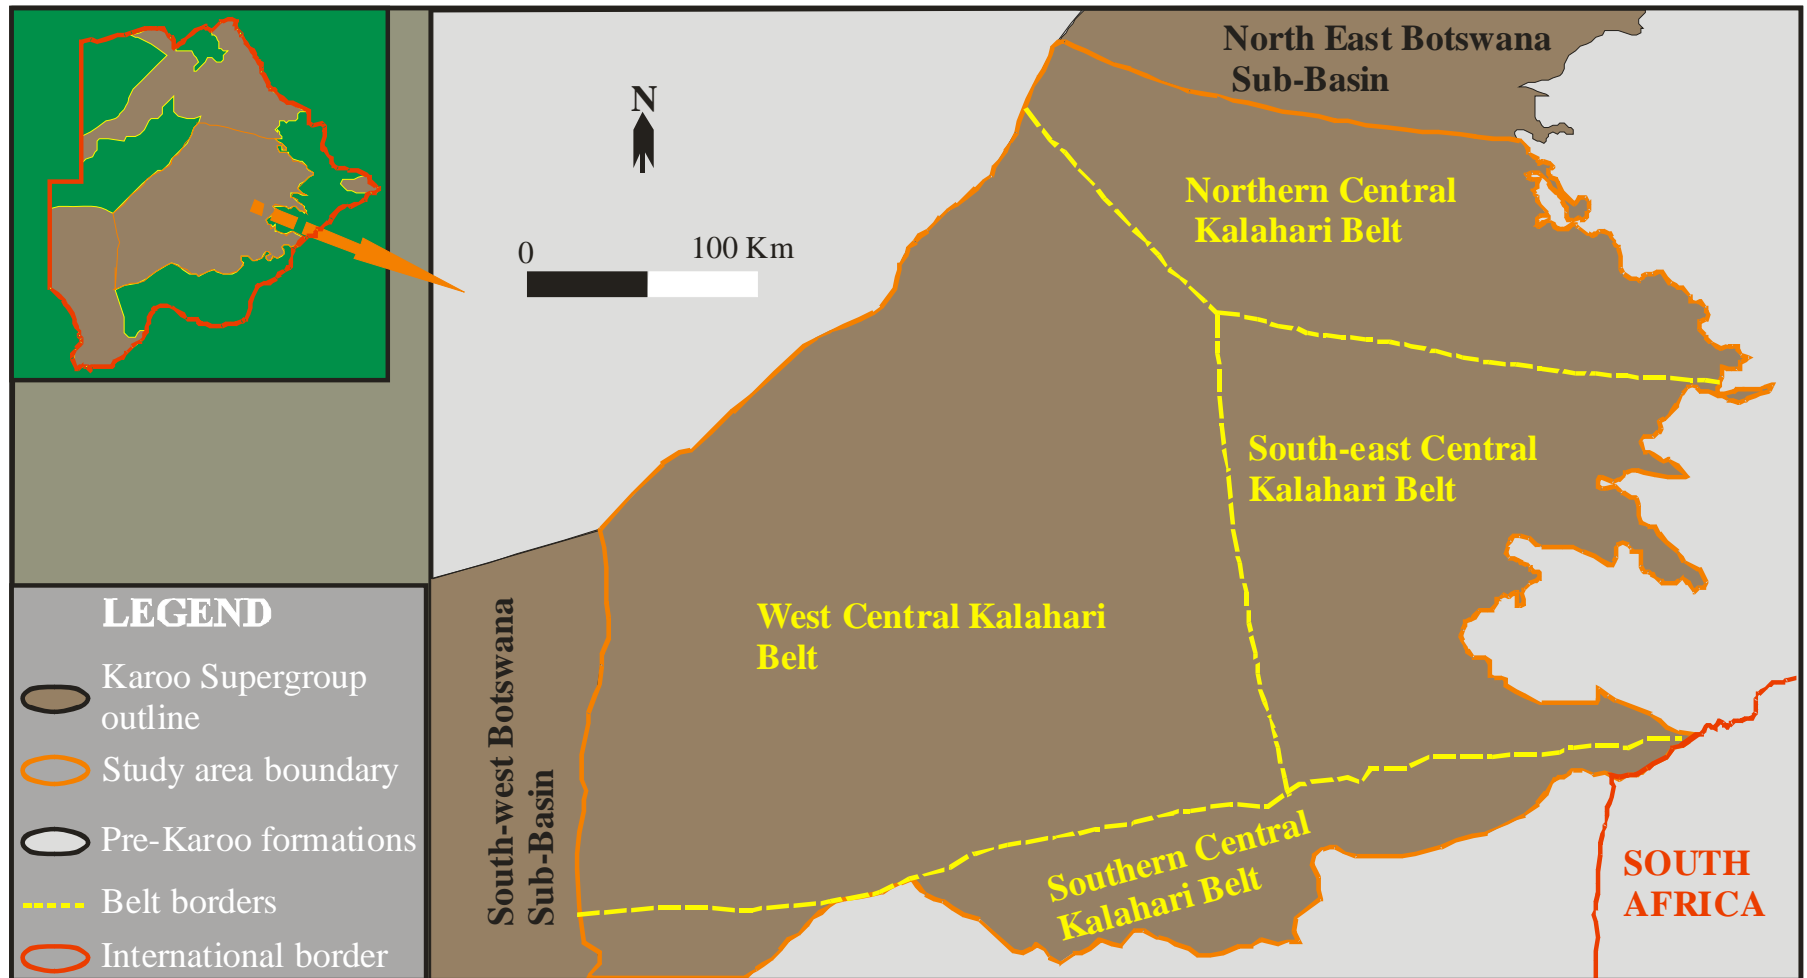 North East Botswana
Sub-Basin
N
0
100 Km
Northern Central
Kalahari Belt
South-east Central
Kalahari Belt
West Central Kalahari
Belt
South-west Botswana
Sub-Basin
Southern Central
Kalahari Belt
SOUTH
AFRICA
LEGEND
Karoo Supergroup
outline
Study area boundary
Pre-Karoo formations
Belt borders
International border